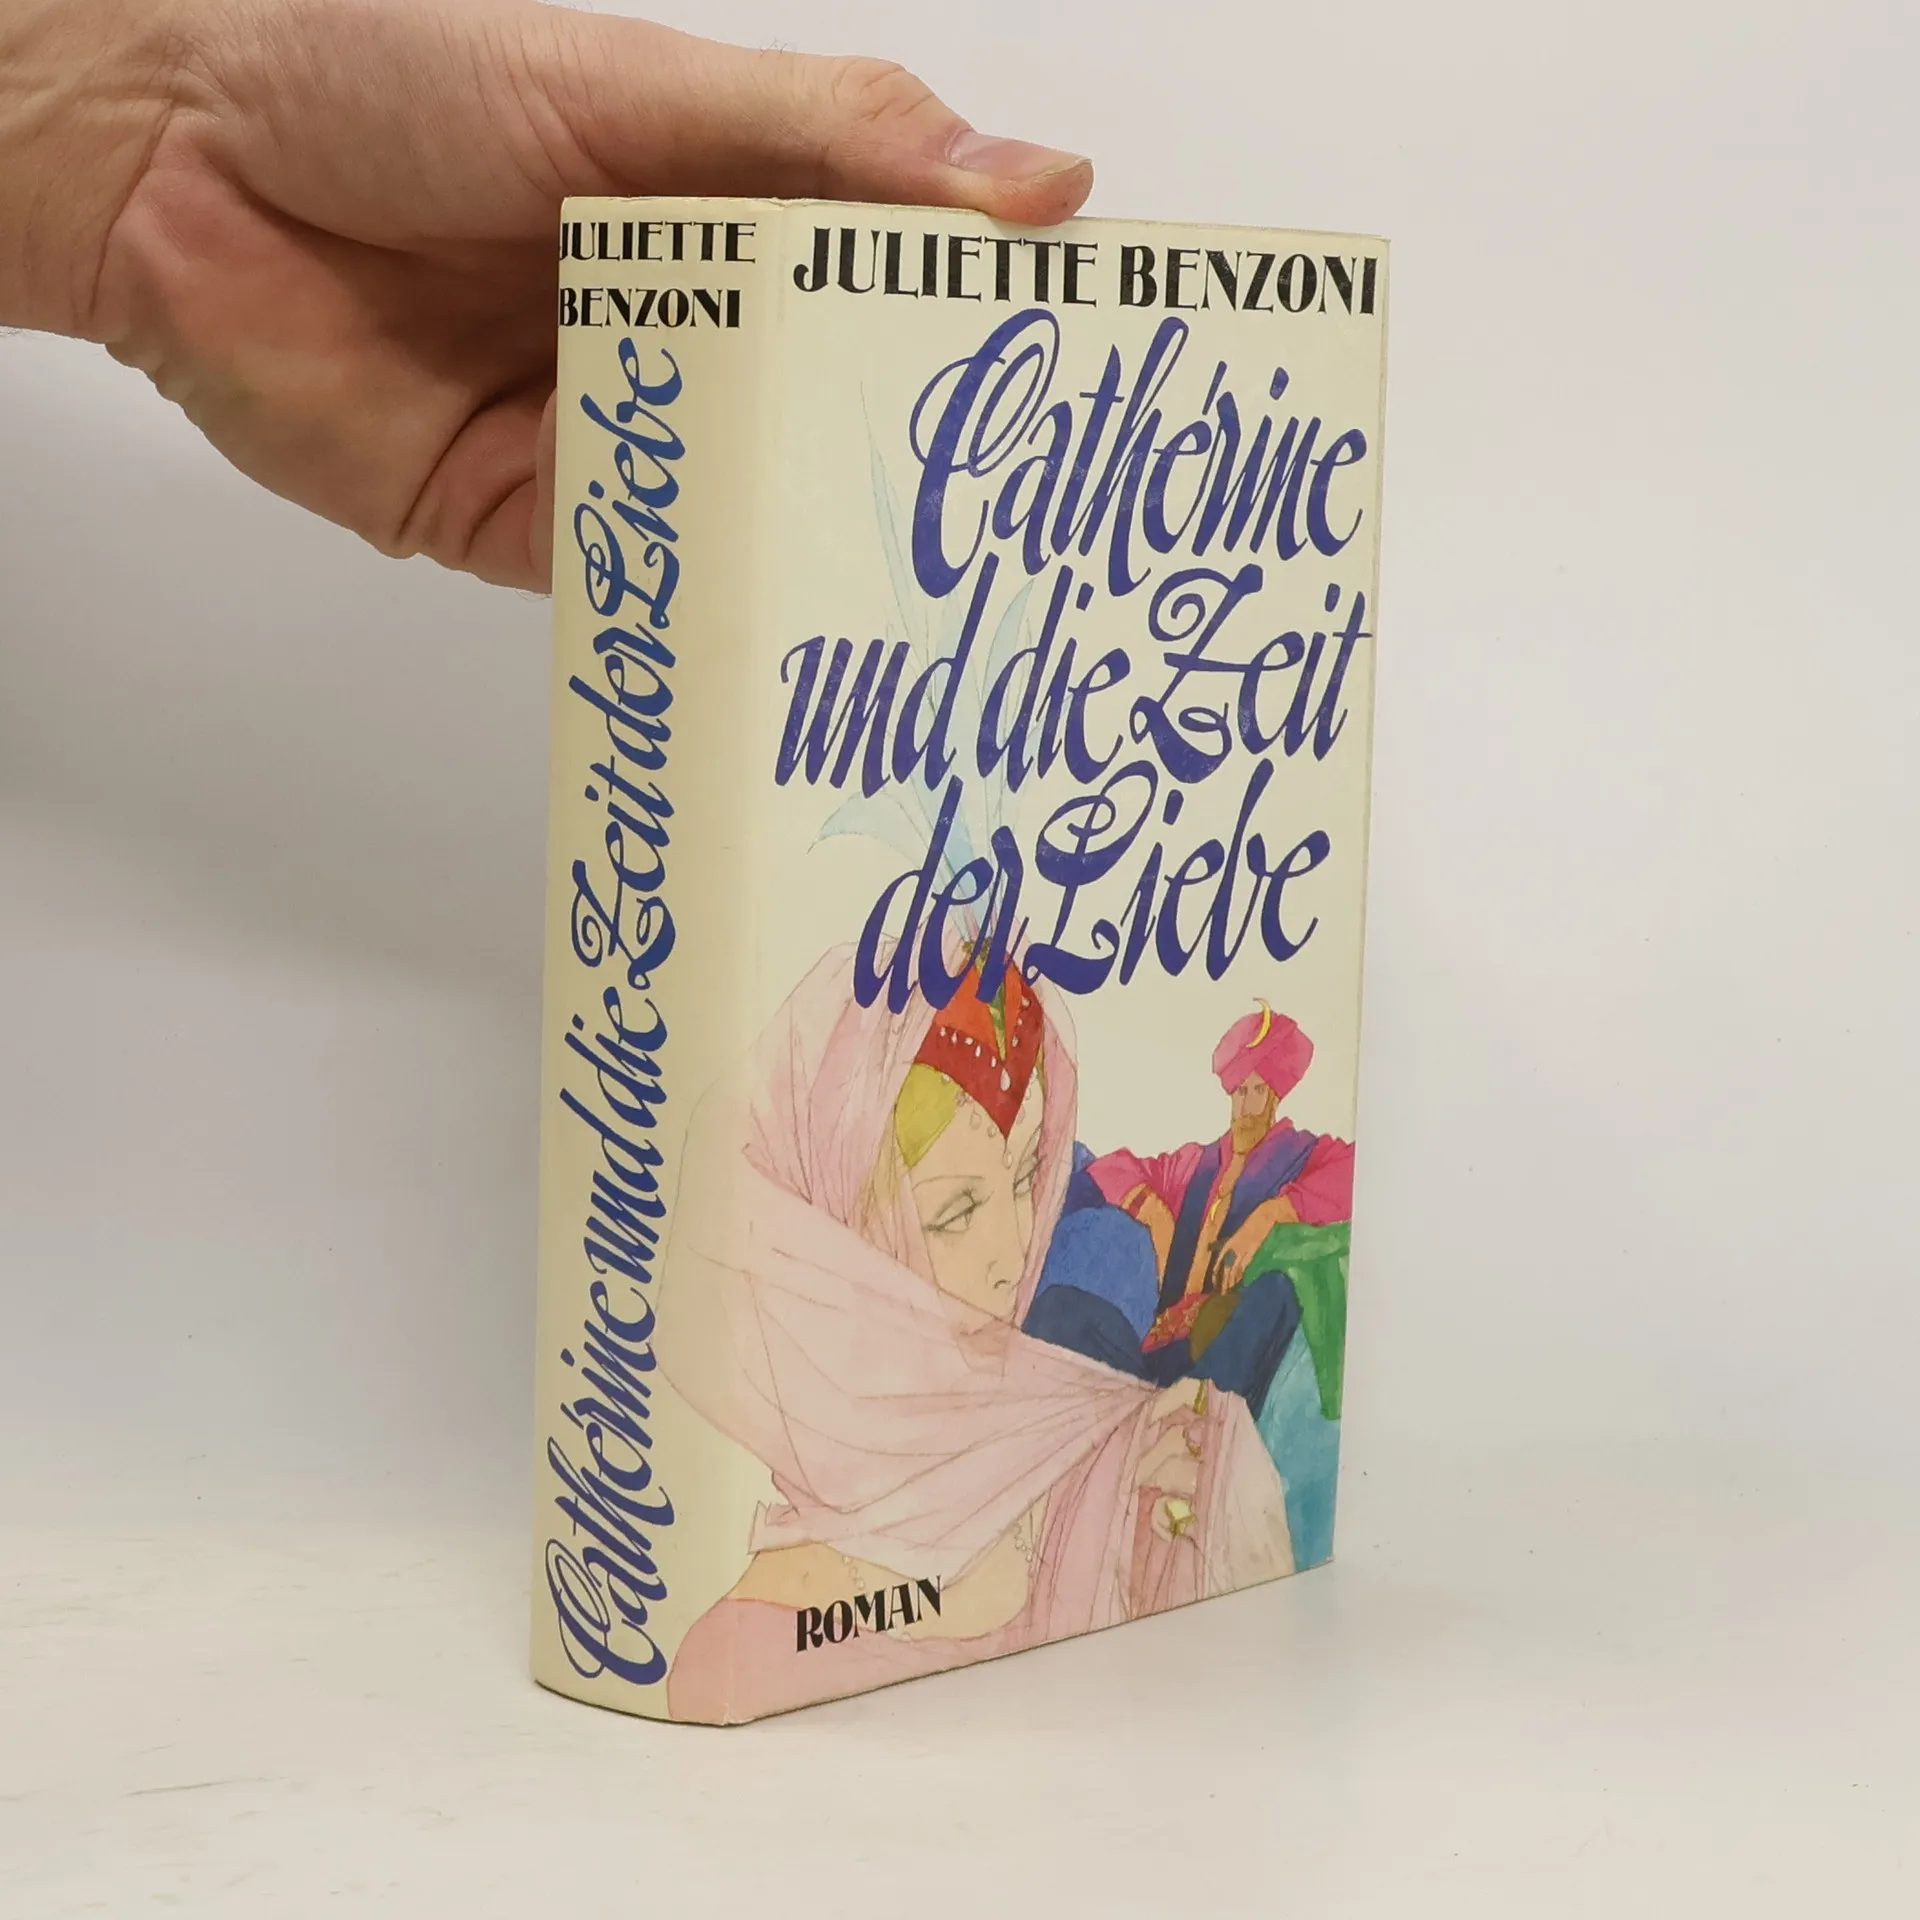 JULIETTE
BENZONI
Cathérine und die Zeit der Liebe
JULIETTE BENZONI
Cathérine
und die Zeit
der Liebe
ROMAN